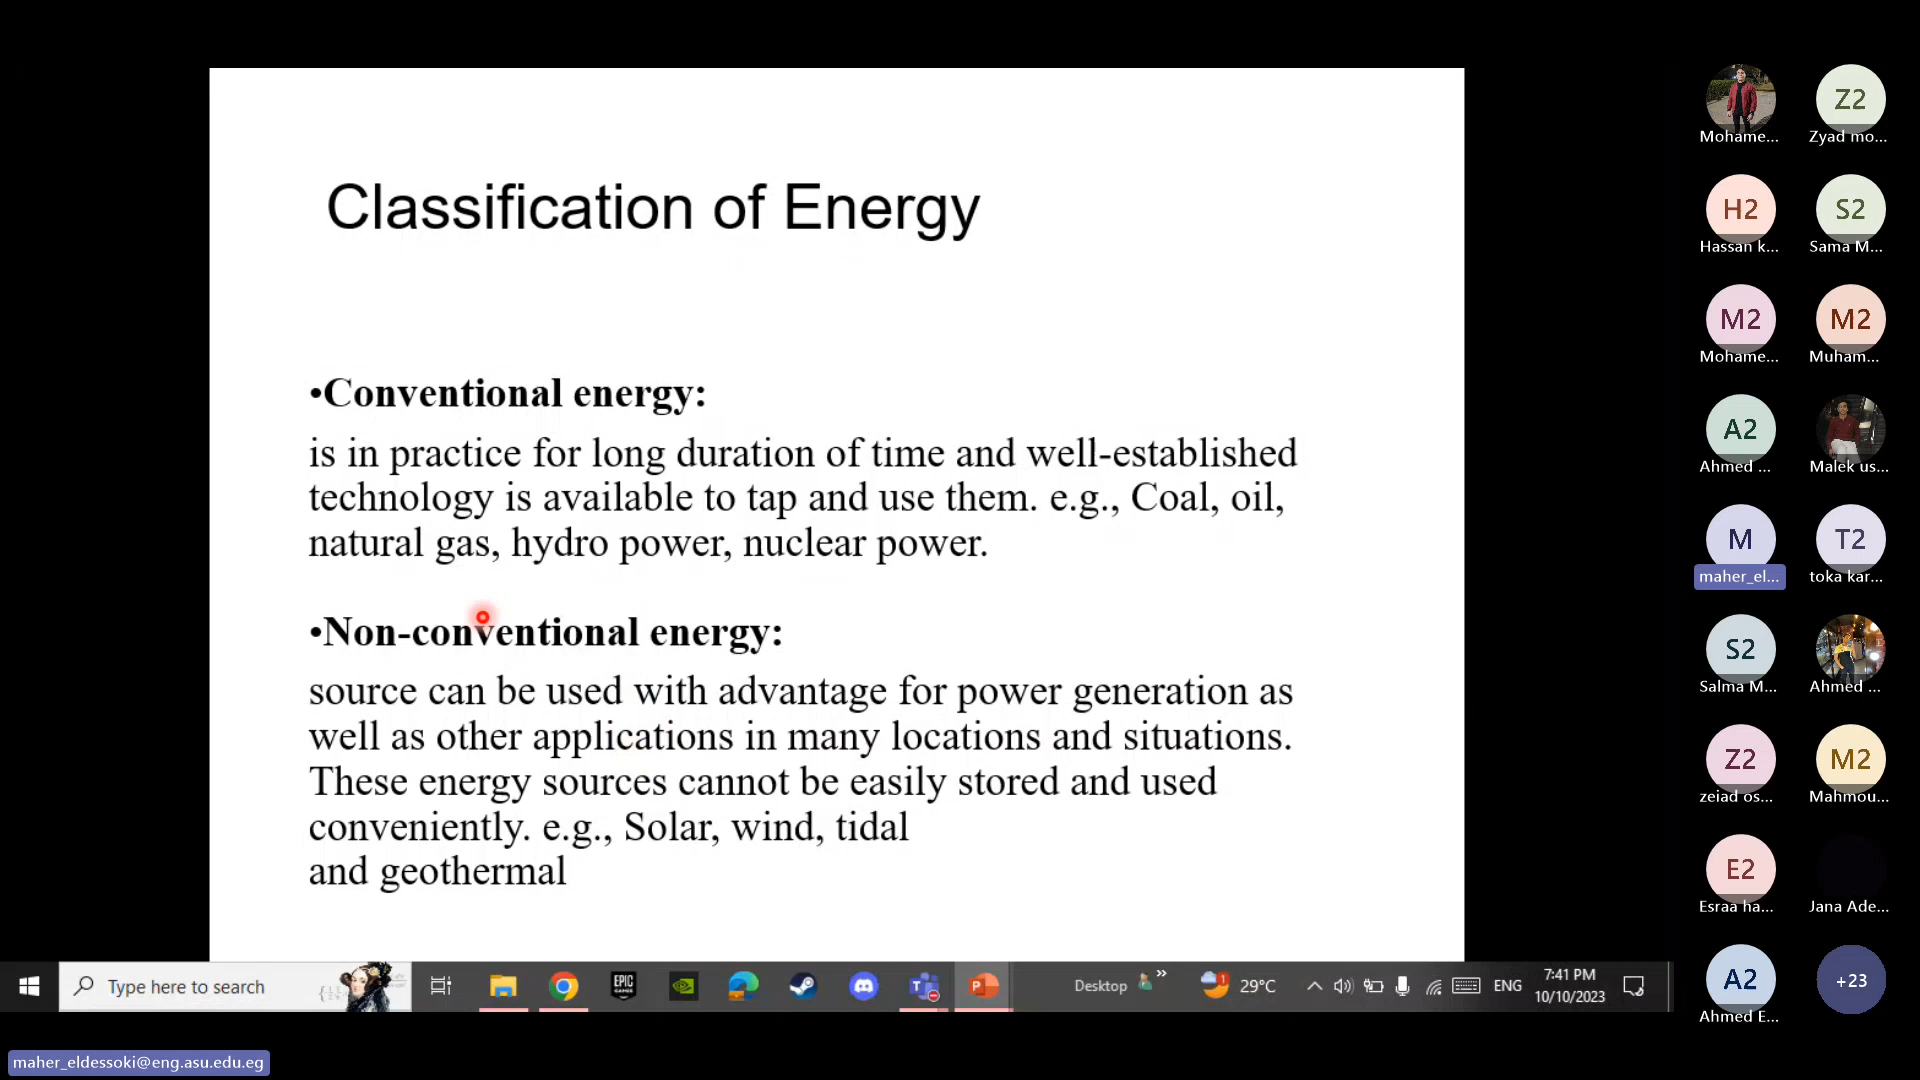 Classification of Energy
•Conventional energy:
is in practice for long duration of time and well-established
technology is available to tap and use them. e.g., Coal, oil,
natural gas, hydro power, nuclear power.
•Non-conventional energy:
source can be used with advantage for power generation as
well as other applications in many locations and situations.
These energy sources cannot be easily stored and used
conveniently. e.g., Solar, wind, tidal
and geothermal
Mohame...
Z2
Zyad mo...
H2
Hassan k...
S2
Sama M...
M2
Mohame...
M2
Muham...
A2
Ahmed ...
Malek us...
M
maher_el...
T2
toka kar...
S2
Salma M...
Ahmed ...
Z2
zeiad os...
M2
Mahmou...
E2
Esraa ha...
Jana Ade...
A2
Ahmed E...
+23
Type here to search
EPIC
GAMES
T
P
Desktop
»
1
29°C
ENG
7:41 PM
10/10/2023
maher_eldessoki@eng.asu.edu.eg